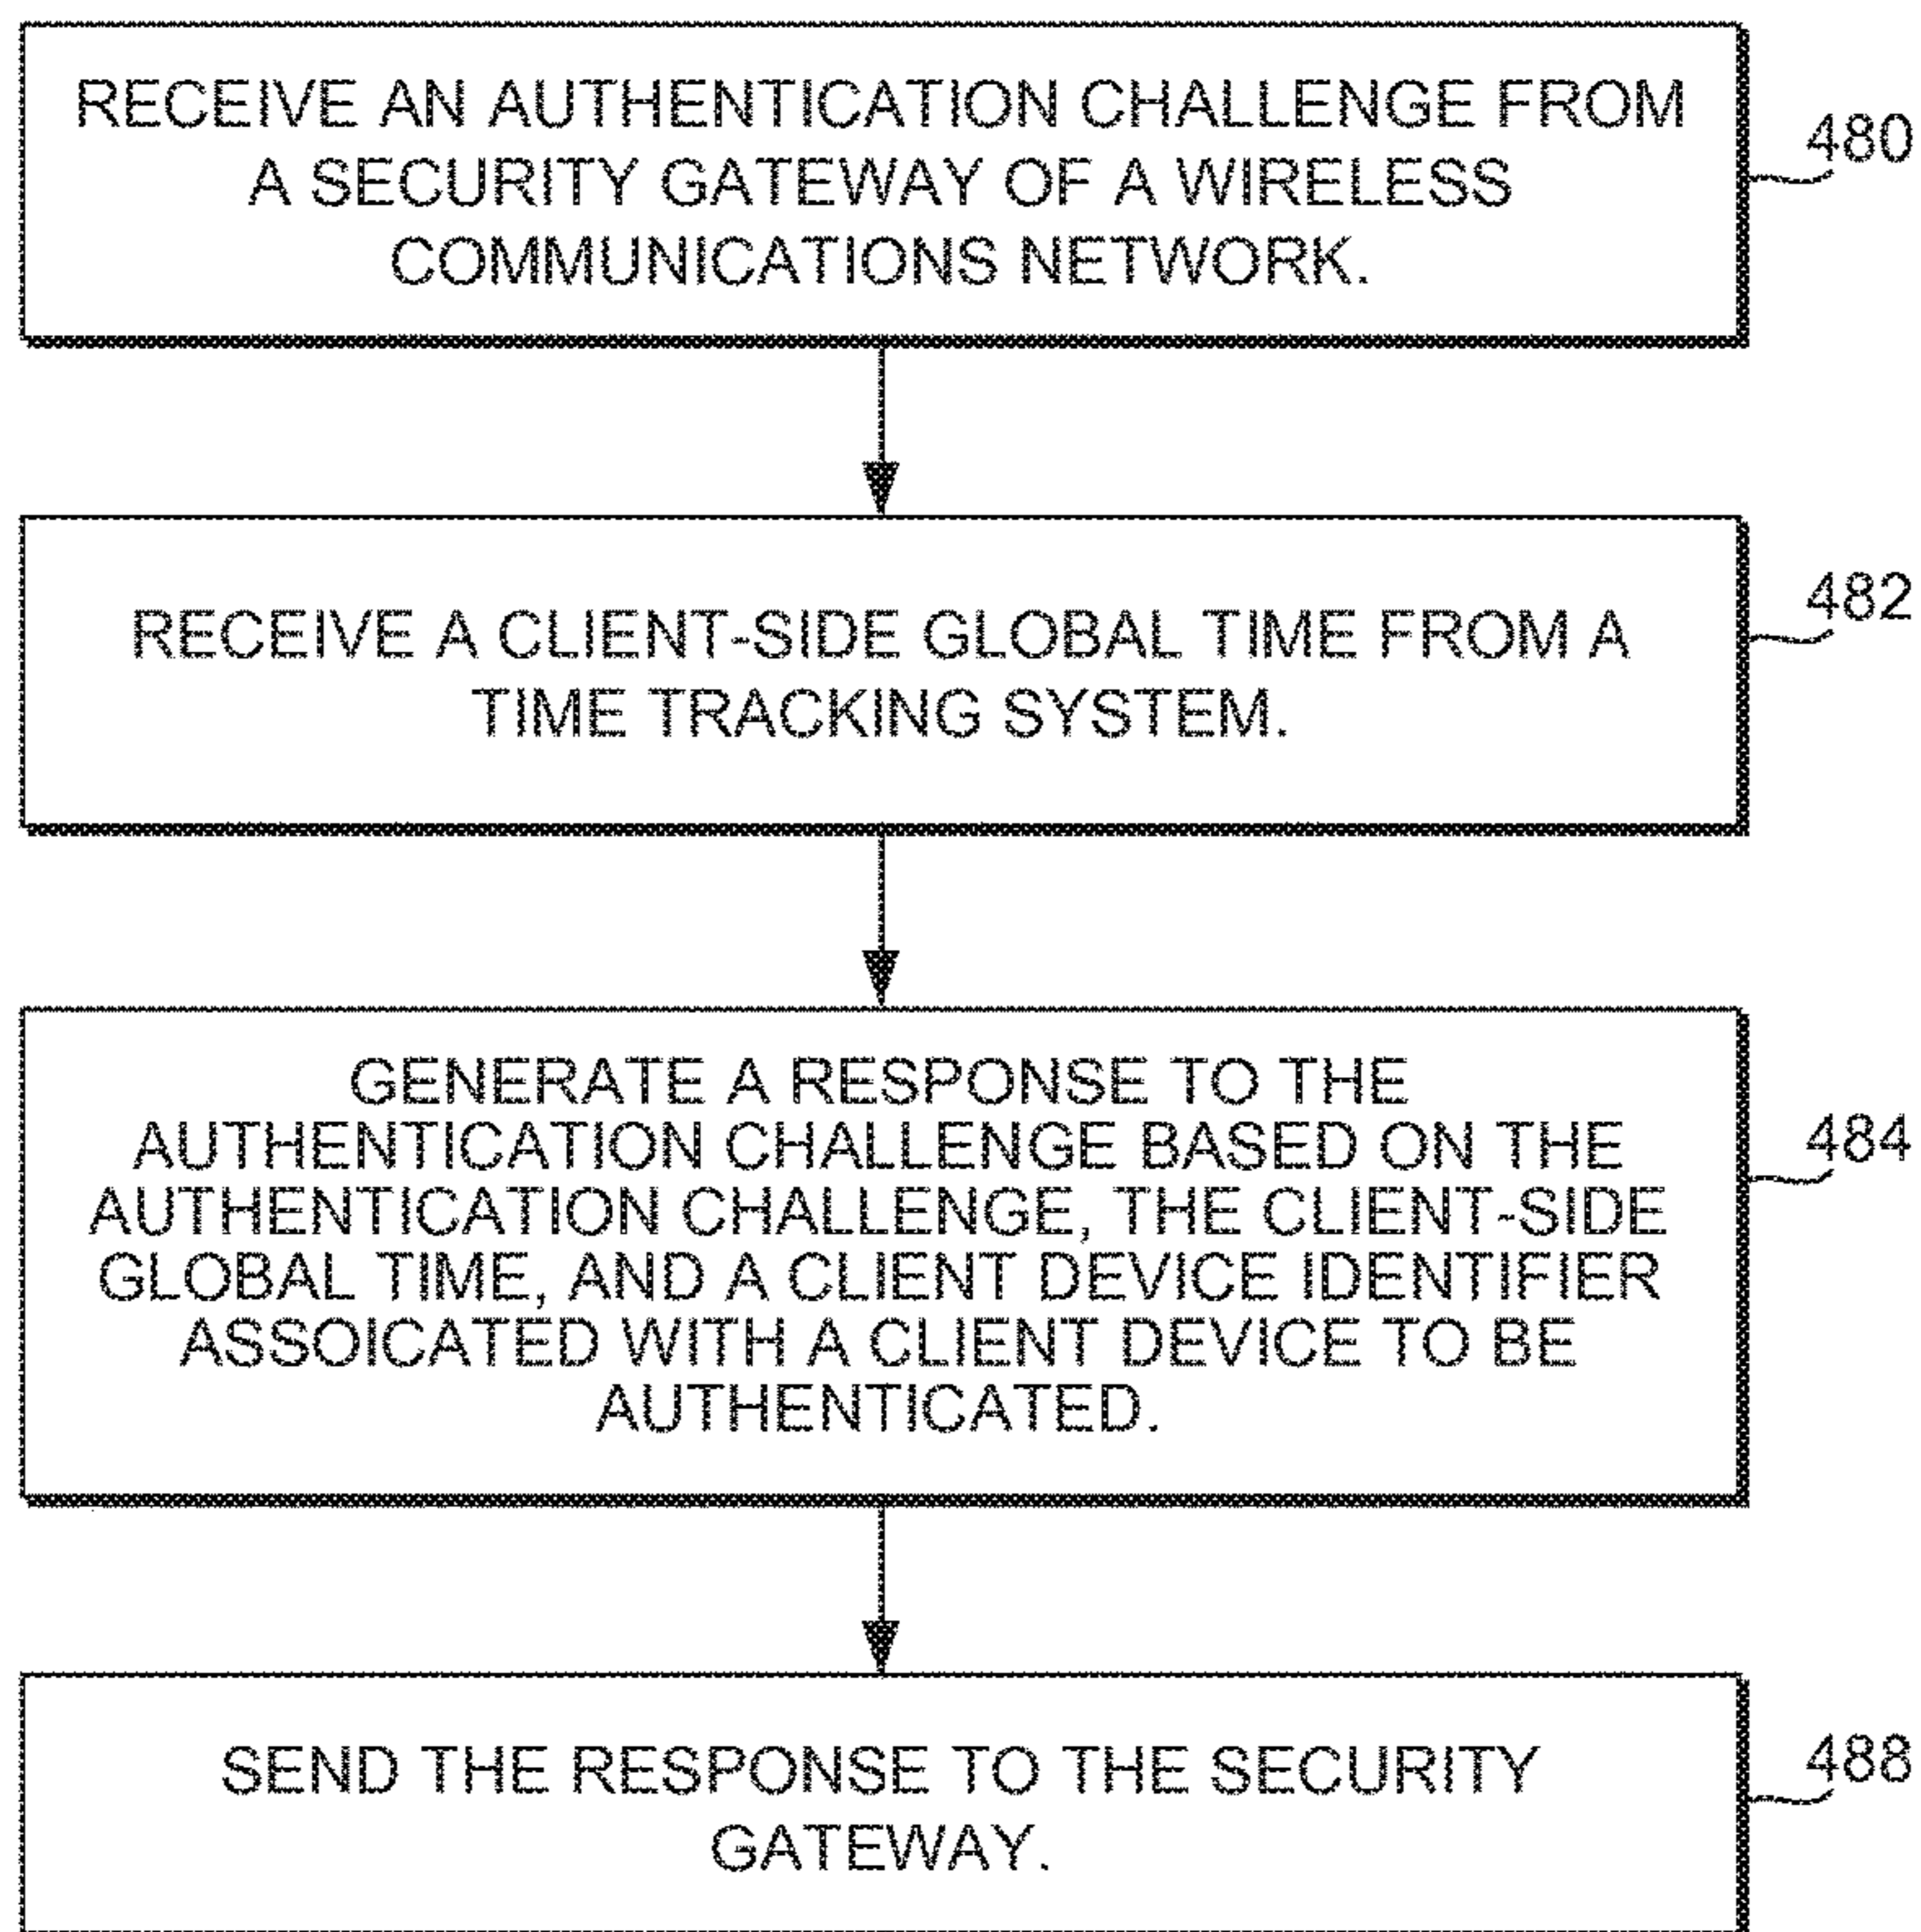 RECEIVE AN AUTHENTICATION CHALLENGE FROM
A SECURITY GATEWAY OF A WIRELESS
COMMUNICATIONS NETWORK.
480
RECEIVE A CLIENT-SIDE GLOBAL TIME FROM A
TIME TRACKING SYSTEM.
482
GENERATE A RESPONSE TO THE
AUTHENTICATION CHALLENGE BASED ON THE
AUTHENTICATION CHALLENGE, THE CLIENT-SIDE
GLOBAL TIME, AND A CLIENT DEVICE IDENTIFIER
ASSOICATED WITH A CLIENT DEVICE TO BE
AUTHENTICATED.
484
SEND THE RESPONSE TO THE SECURITY
GATEWAY.
488